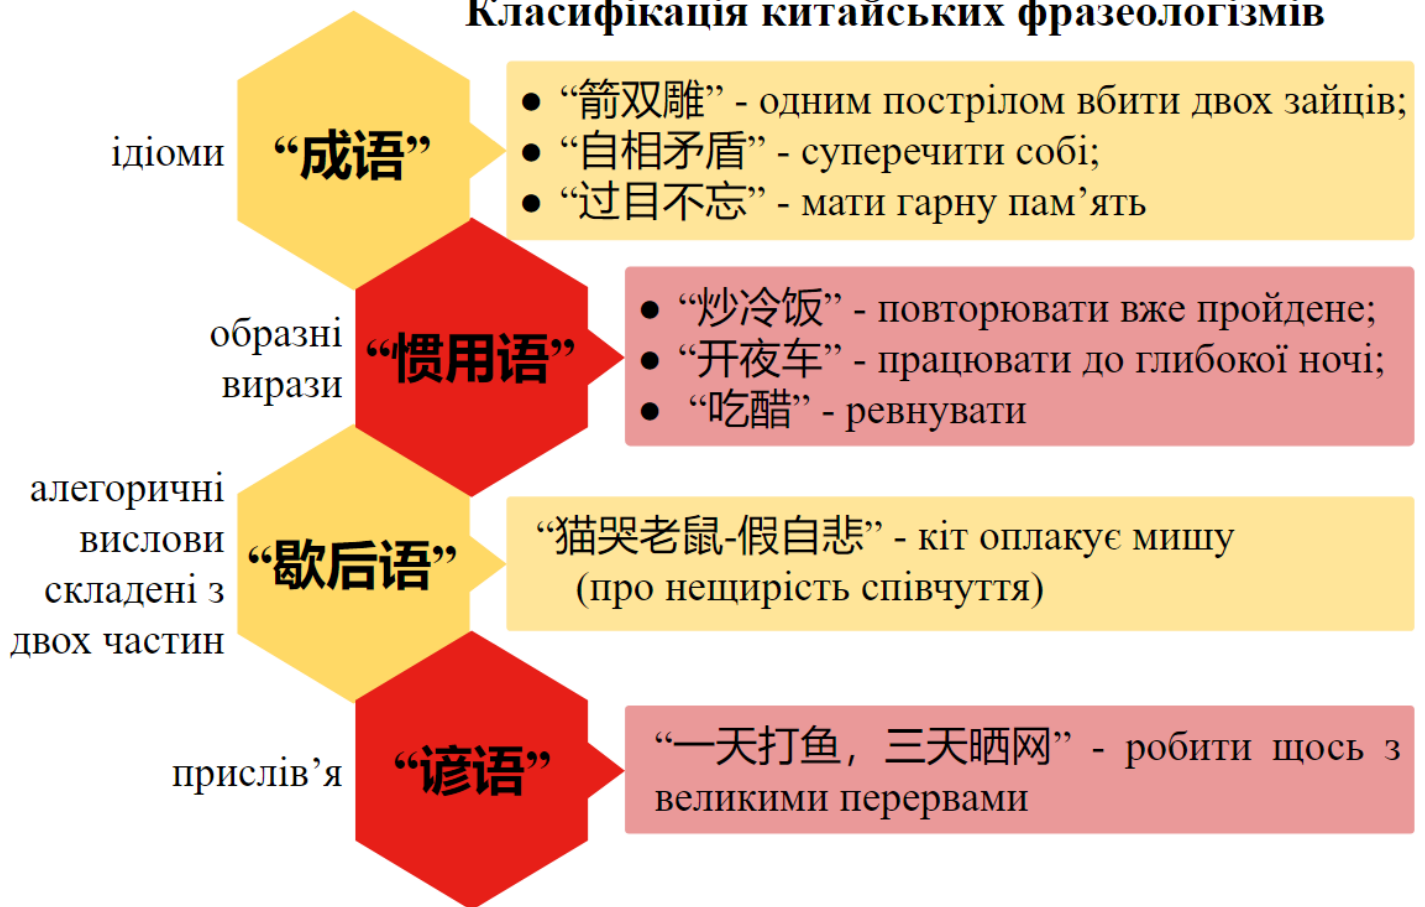 Класифікація китайських фразеологізмів
ідіоми
“成语”
● “箭双雕” - одним пострілом вбити двох зайців;
● “自相矛盾” - суперечити собі;
● “过目不忘” - мати гарну пам’ять
образні
вирази
“惯用语”
● “炒冷饭” - повторювати вже пройдене;
● “开夜车” - працювати до глибокої ночі;
● “吃醋” - ревнувати
алегоричні
вислови
складені з
двох частин
“歇后语”
“猫哭老鼠-假自悲” - кіт оплакує мишу
(про нещирість співчуття)
прислів’я
“谚语”
“一天打鱼，三天晒网” - робити щось з
великими перервами